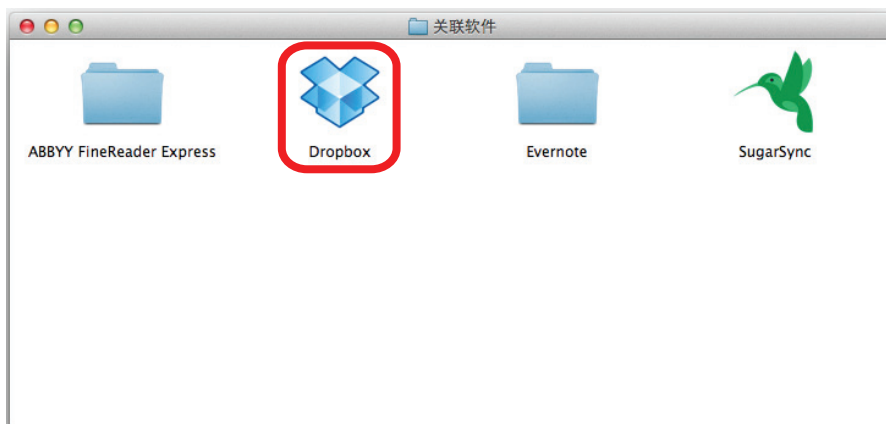 关联软件
ABBYY FineReader Express
Dropbox
Evernote
SugarSync